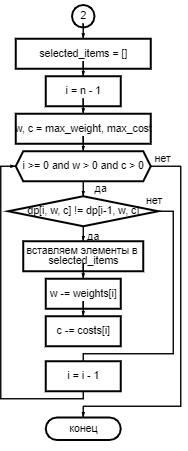 2
selected_items = []
i = n - 1
w, c = max_weight, max_cost
i >= 0 and w > 0 and c > 0
нет
да
dp[i, w, c] != dp[i-1, w, c]
нет
да
вставляем элементы в
selected_items
w -= weights[i]
c -= costs[i]
i = i - 1
конец